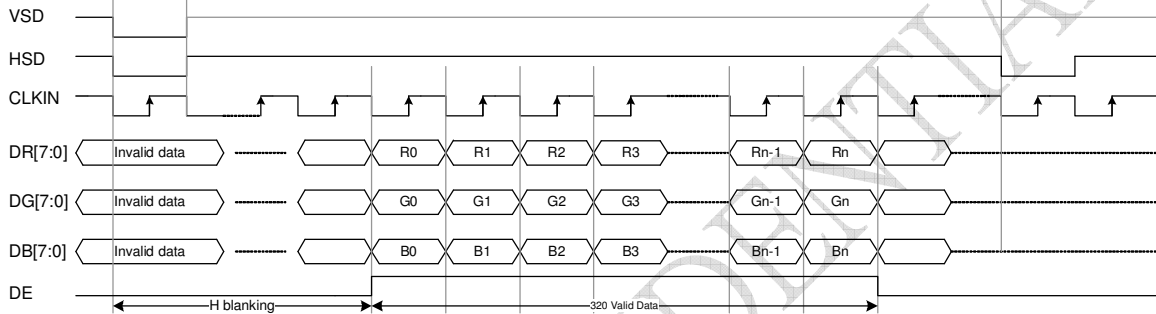 VSD
HSD
CLKIN
DR[7:0] Invalid data R0 R1 R2 R3 Rn-1 Rn
DG[7:0] Invalid data G0 G1 G2 G3 Gn-1 Gn
DB[7:0] Invalid data B0 B1 B2 B3 Bn-1 Bn
DE
H blanking 320 Valid Data